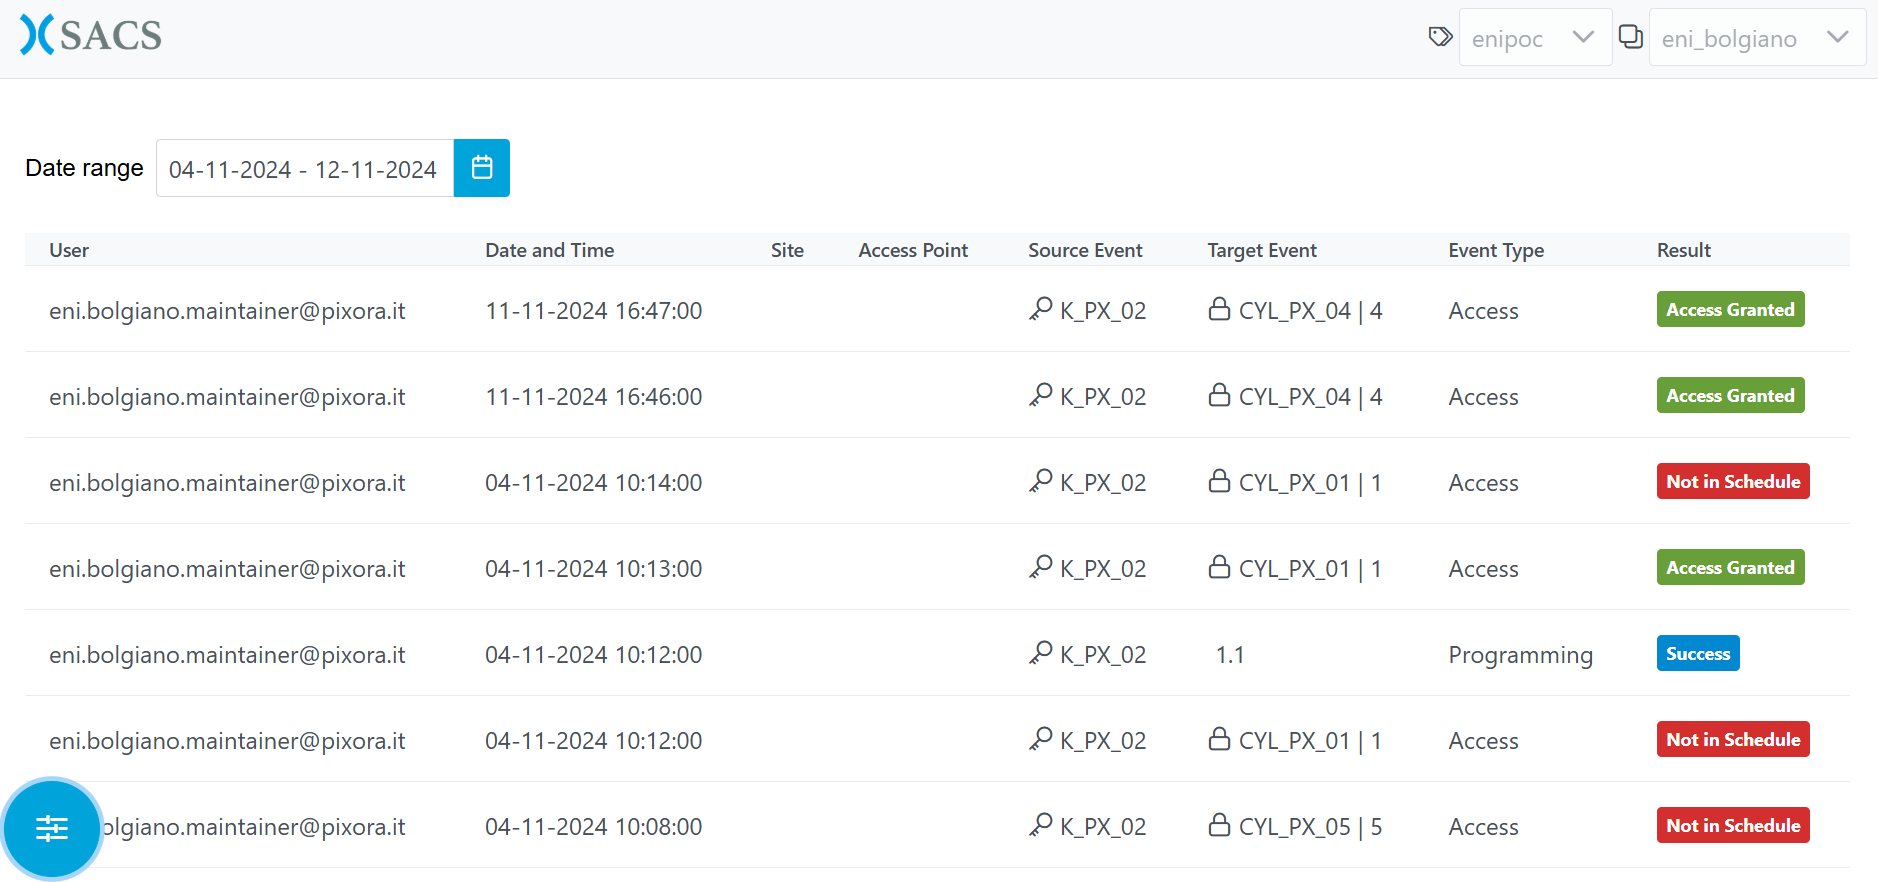 SACS
enipoc
eni_bolgiano
Date range 04-11-2024 - 12-11-2024
User Date and Time Site Access Point Source Event Target Event Event Type Result
eni.bolgiano.maintainer@pixora.it 11-11-2024 16:47:00 K_PX_02 CYL_PX_04 | 4 Access Access Granted
eni.bolgiano.maintainer@pixora.it 11-11-2024 16:46:00 K_PX_02 CYL_PX_04 | 4 Access Access Granted
eni.bolgiano.maintainer@pixora.it 04-11-2024 10:14:00 K_PX_02 CYL_PX_01 | 1 Access Not in Schedule
eni.bolgiano.maintainer@pixora.it 04-11-2024 10:13:00 K_PX_02 CYL_PX_01 | 1 Access Access Granted
eni.bolgiano.maintainer@pixora.it 04-11-2024 10:12:00 K_PX_02 1.1 Programming Success
eni.bolgiano.maintainer@pixora.it 04-11-2024 10:12:00 K_PX_02 CYL_PX_01 | 1 Access Not in Schedule
olgiano.maintainer@pixora.it 04-11-2024 10:08:00 K_PX_02 CYL_PX_05 | 5 Access Not in Schedule